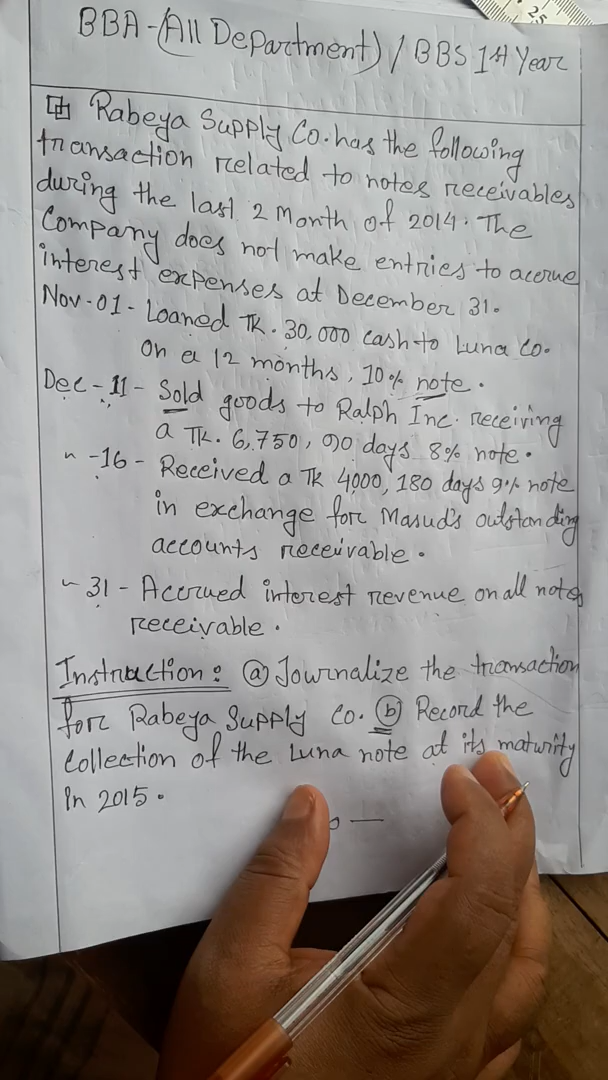 BBA-(All Department) / BBS 1st Year
Rabeya Supply Co. has the following
transaction related to notes receivables
during the last 2 Month of 2014. The
Company does not make entries to accrue
interest expenses at December 31.
Nov-01- Loaned TK. 30,000 cash to Luna Co.
On a 12 months, 10% note.
Dec-11- Sold goods to Ralph Inc. receiving
a TK. 6,750, 90 days 8% note.
" -16- Received a TK 4000, 180 days 9% note
in exchange for Masud's outstanding
accounts receivable.
" 31- Accrued interest revenue on all notes
receivable.
Instruction: (a) Journalize the transaction
for Rabeya Supply Co. (b) Record the
Collection of the Luna note at its maturity
in 2015.
25